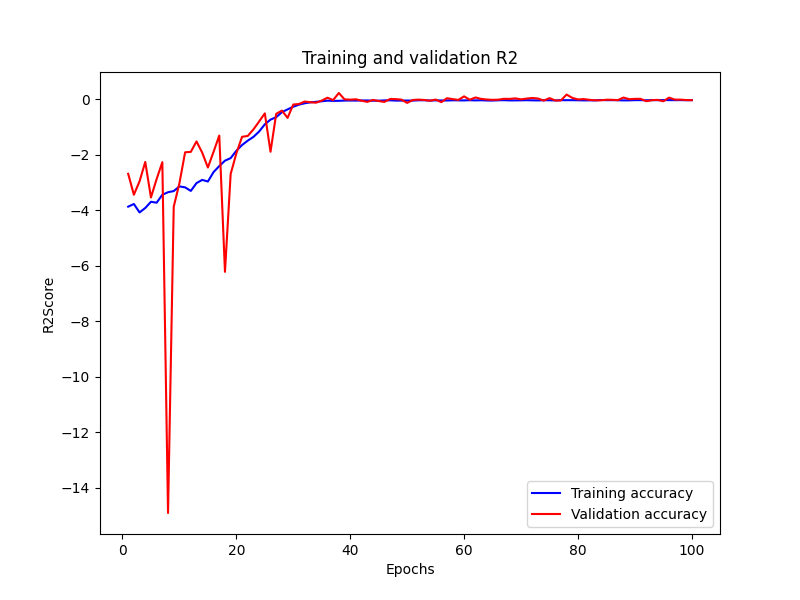 Training and validation R2
R2Score
0
−2
−4
−6
−8
−10
−12
−14
0 20 40 60 80 100
Epochs
Training accuracy
Validation accuracy